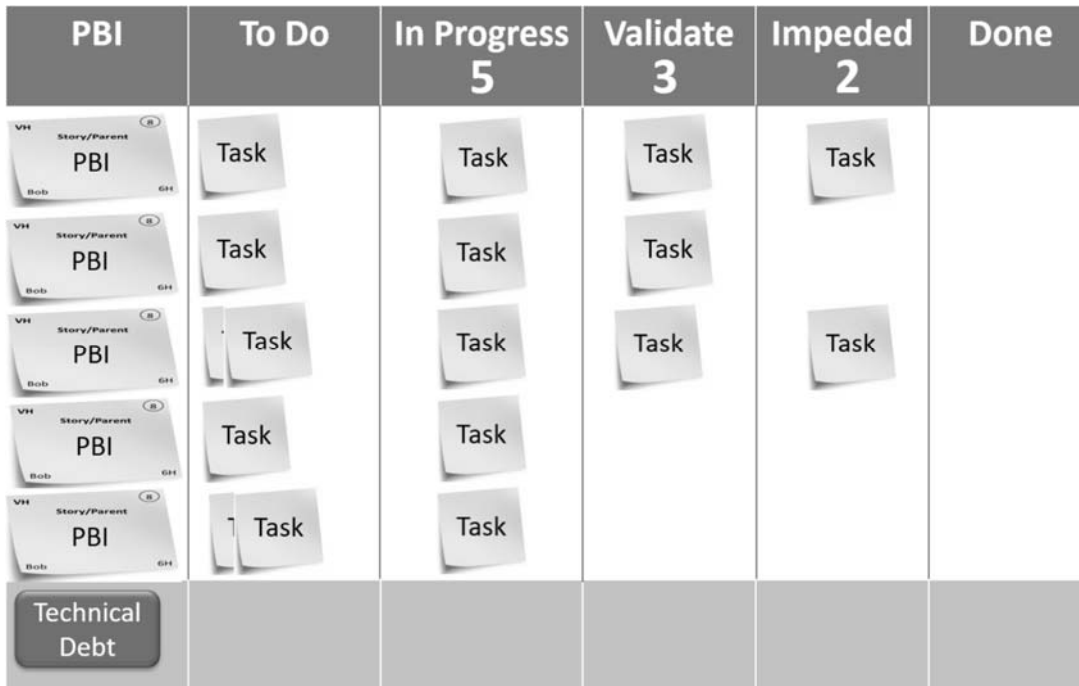 PBI To Do In Progress Validate Impeded Done
5 3 2
VH 8
Story/Parent
PBI
Bob 6H
Task Task Task Task
VH 8
Story/Parent
PBI
Bob 6H
Task Task Task
VH 8
Story/Parent
PBI
Bob 6H
Task Task Task Task
VH 8
Story/Parent
PBI
Bob 6H
Task Task
VH 8
Story/Parent
PBI
Bob 6H
T Task Task
Technical
Debt